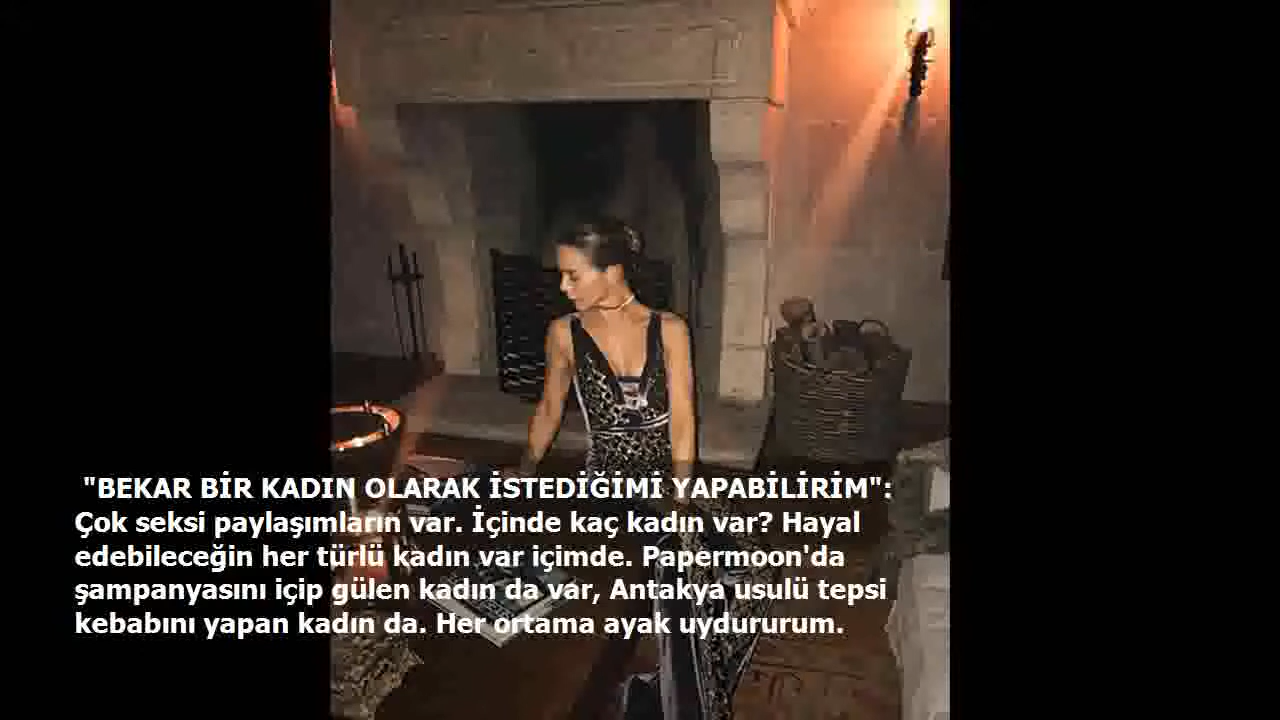 "BEKAR BİR KADIN OLARAK İSTEDİĞİMİ YAPABİLİRİM":
Çok seksi paylaşımların var. İçinde kaç kadın var? Hayal
edebileceğin her türlü kadın var içimde. Papermoon'da
şampanyasını içip gülen kadın da var, Antakya usulü tepsi
kebabını yapan kadın da. Her ortama ayak uydururum.